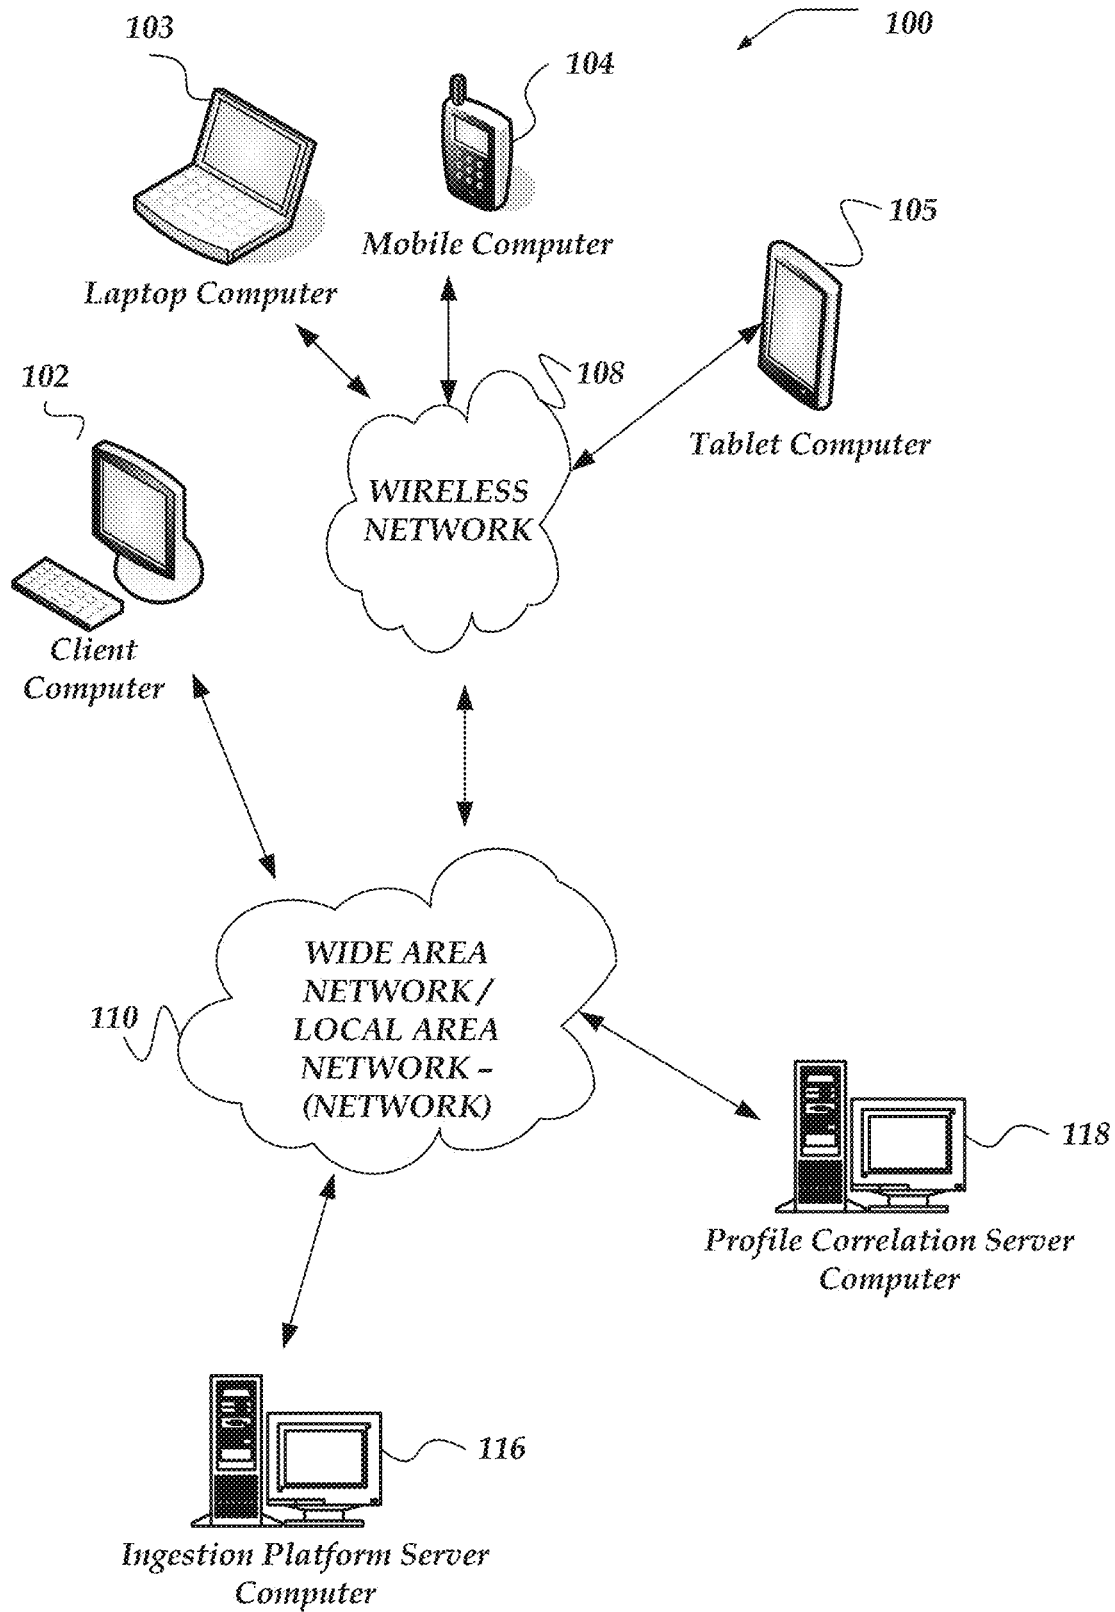 100
103
104
Mobile Computer
105
Laptop Computer
108
102
Tablet Computer
WIRELESS
NETWORK
Client
Computer
WIDE AREA
NETWORK /
LOCAL AREA
NETWORK –
(NETWORK)
110
118
Profile Correlation Server
Computer
116
Ingestion Platform Server
Computer